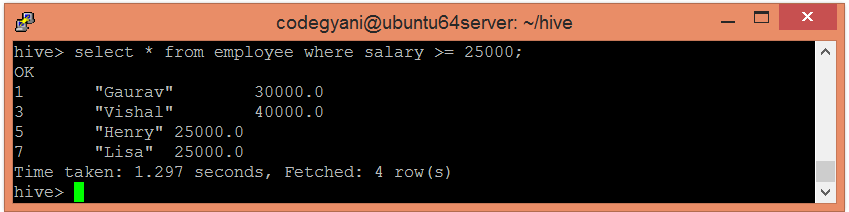 codegyani@ubuntu64server: ~/hive
hive> select * from employee where salary >= 25000;
OK
1       "Gaurav"        30000.0
3       "Vishal"        40000.0
5       "Henry" 25000.0
7       "Lisa"  25000.0
Time taken: 1.297 seconds, Fetched: 4 row(s)
hive>